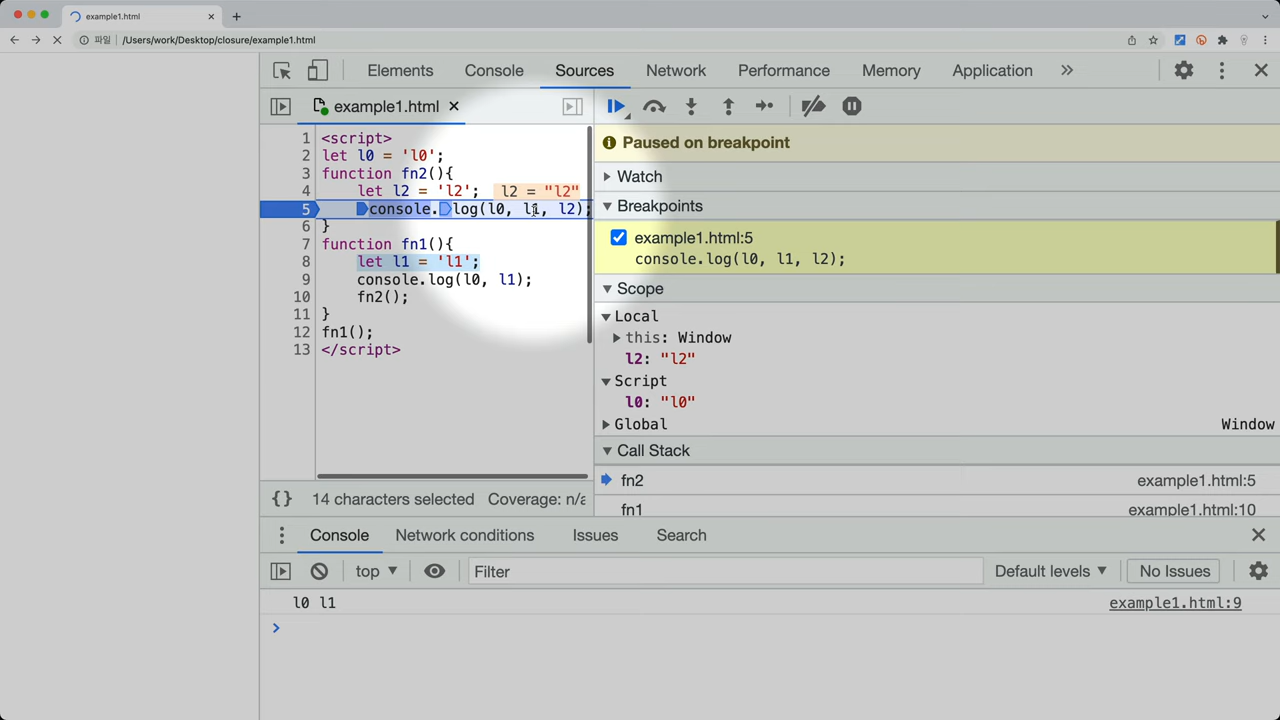 example1.html
파일 /Users/work/Desktop/closure/example1.html
Elements Console Sources Network Performance Memory Application
example1.html
1 <script>
2 let l0 = 'l0';
3 function fn2(){
4 let l2 = 'l2'; l2 = "l2"
5 console.log(l0, l1, l2);
6 }
7 function fn1(){
8 let l1 = 'l1';
9 console.log(l0, l1);
10 fn2();
11 }
12 fn1();
13 </script>
{} 14 characters selected Coverage: n/a
Paused on breakpoint
Watch
Breakpoints
example1.html:5
console.log(l0, l1, l2);
Scope
Local
this: Window
l2: "l2"
Script
l0: "l0"
Global Window
Call Stack
fn2 example1.html:5
fn1 example1.html:10
Console Network conditions Issues Search
top Filter Default levels No Issues
l0 l1 example1.html:9